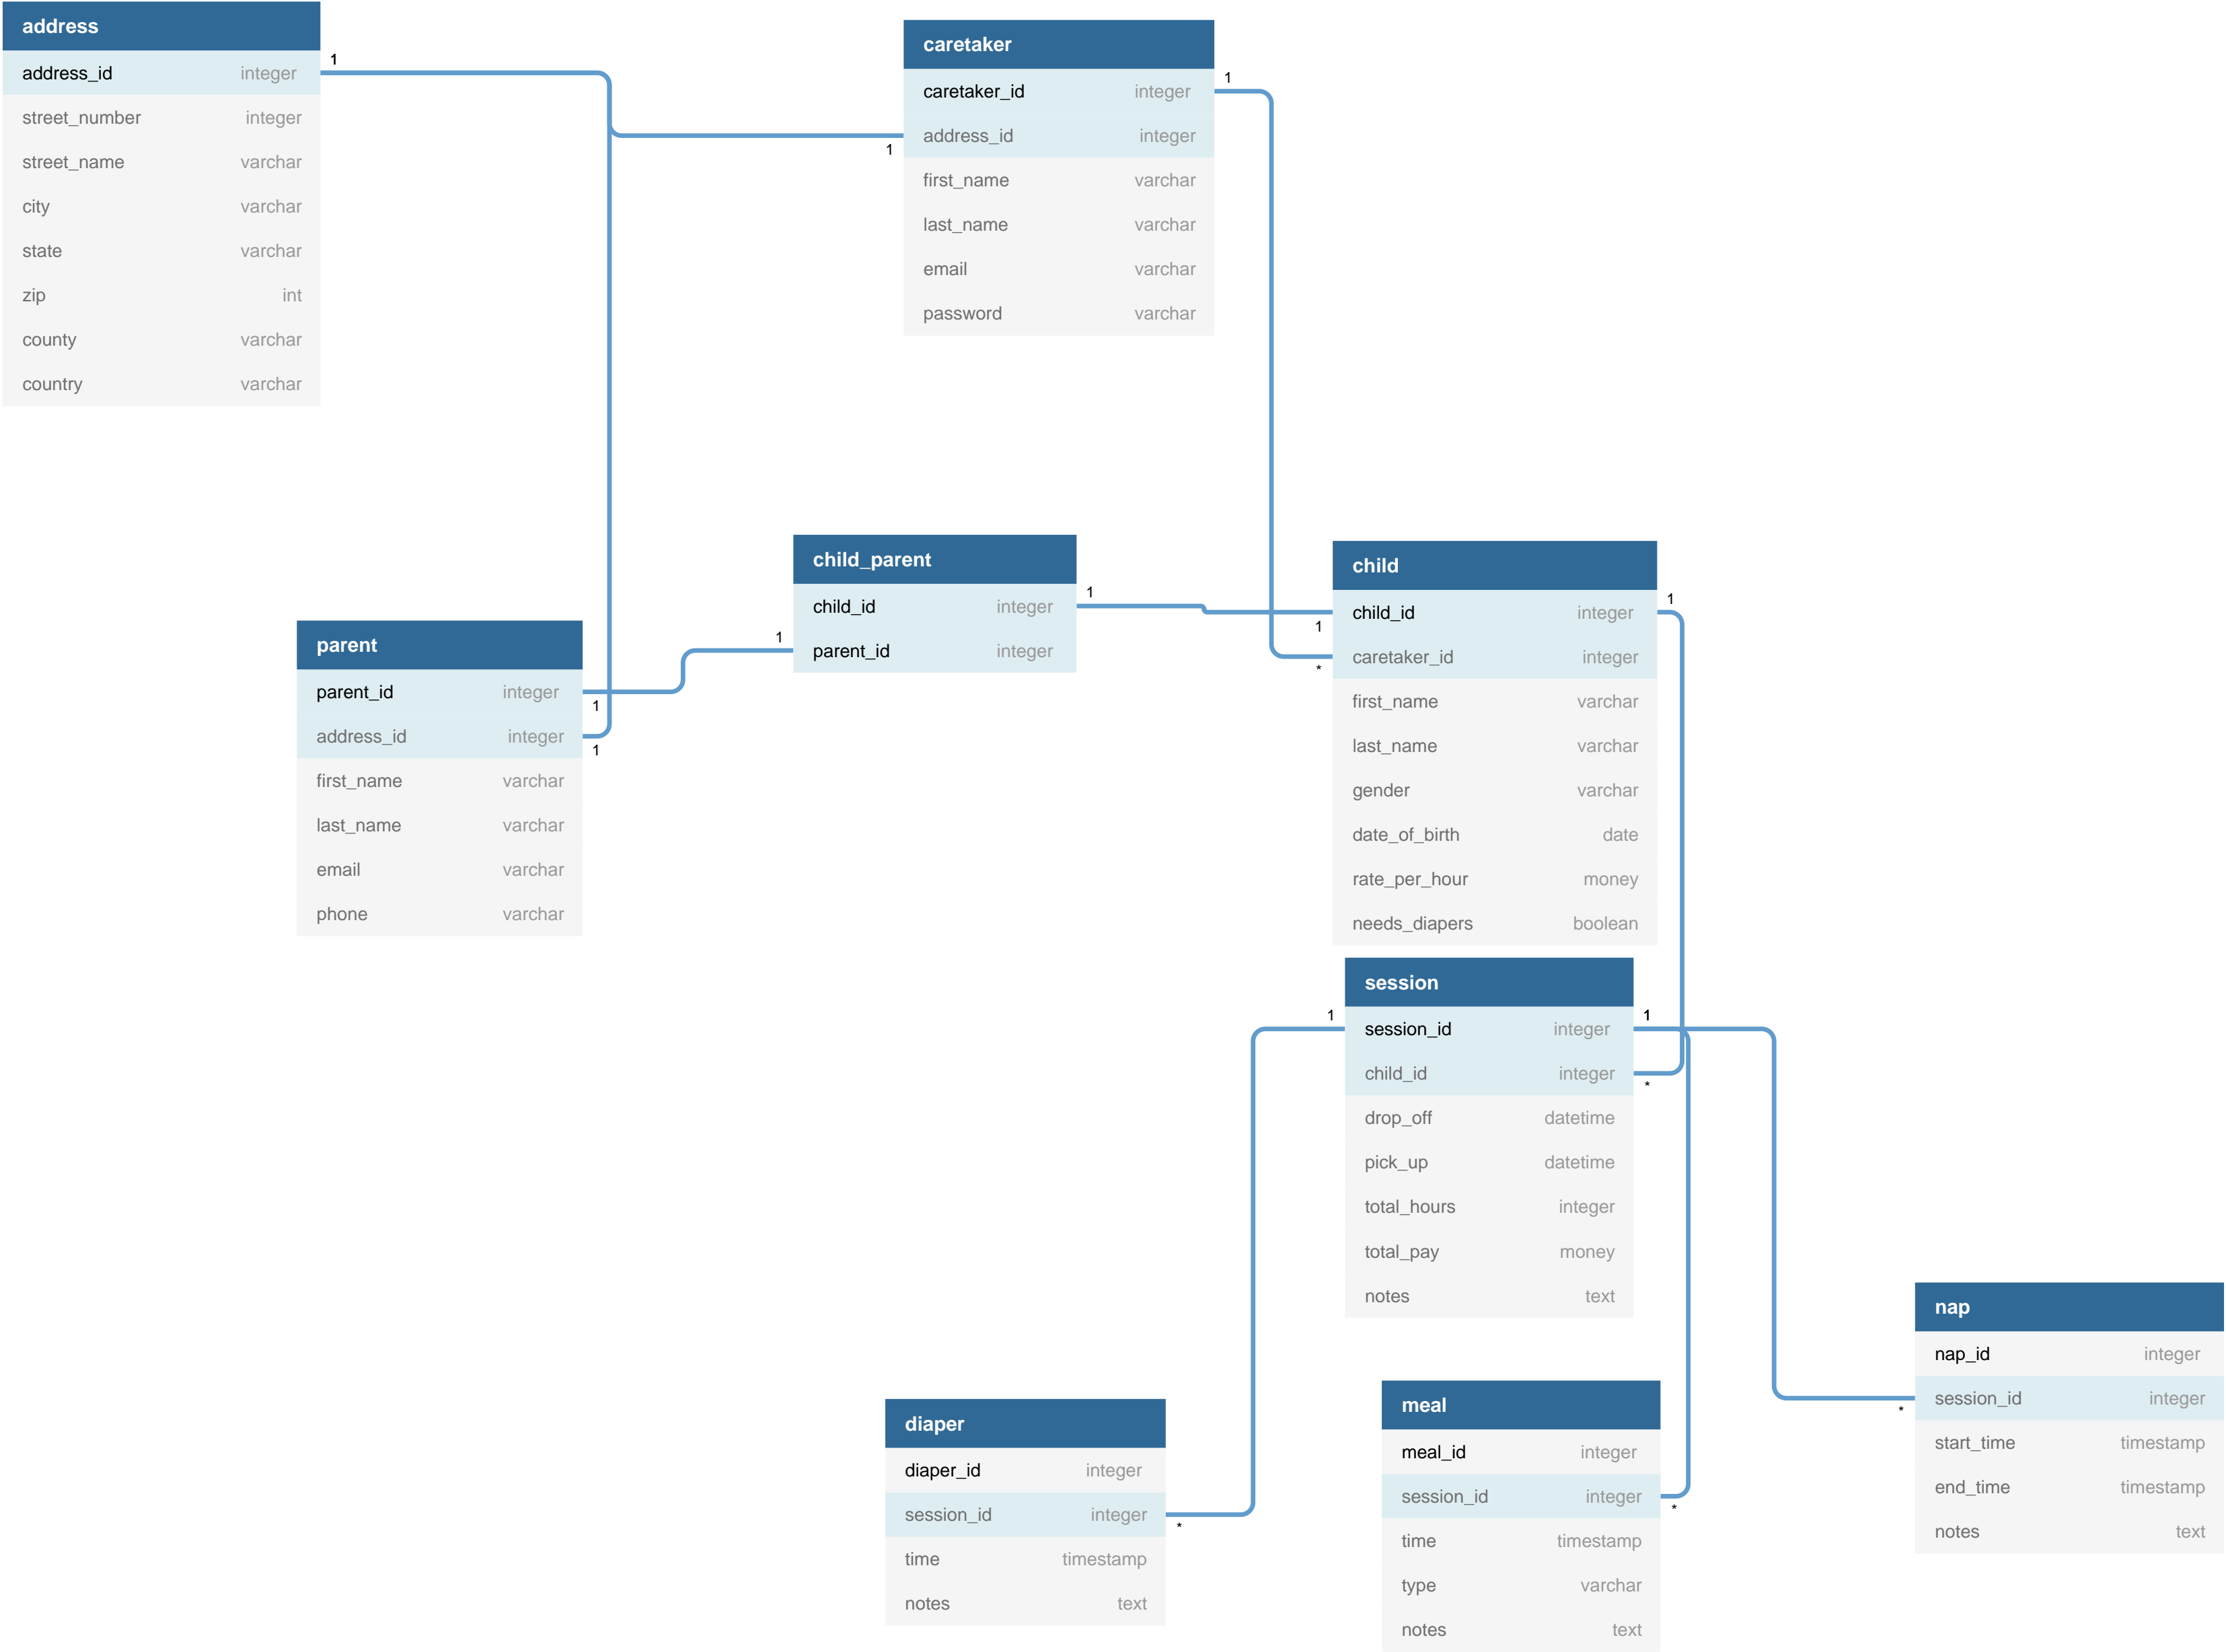 address
address_id integer
street_number integer
street_name varchar
city varchar
state varchar
zip int
county varchar
country varchar
1
caretaker
caretaker_id integer
address_id integer
first_name varchar
last_name varchar
email varchar
password varchar
1
1
child_parent
child_id integer
parent_id integer
1
1
parent
parent_id integer
address_id integer
first_name varchar
last_name varchar
email varchar
phone varchar
1
1
child
child_id integer
caretaker_id integer
first_name varchar
last_name varchar
gender varchar
date_of_birth date
rate_per_hour money
needs_diapers boolean
1
*
1
session
session_id integer
child_id integer
drop_off datetime
pick_up datetime
total_hours integer
total_pay money
notes text
1
1
*
diaper
diaper_id integer
session_id integer
time timestamp
notes text
*
meal
meal_id integer
session_id integer
time timestamp
type varchar
notes text
*
nap
nap_id integer
session_id integer
start_time timestamp
end_time timestamp
notes text
*